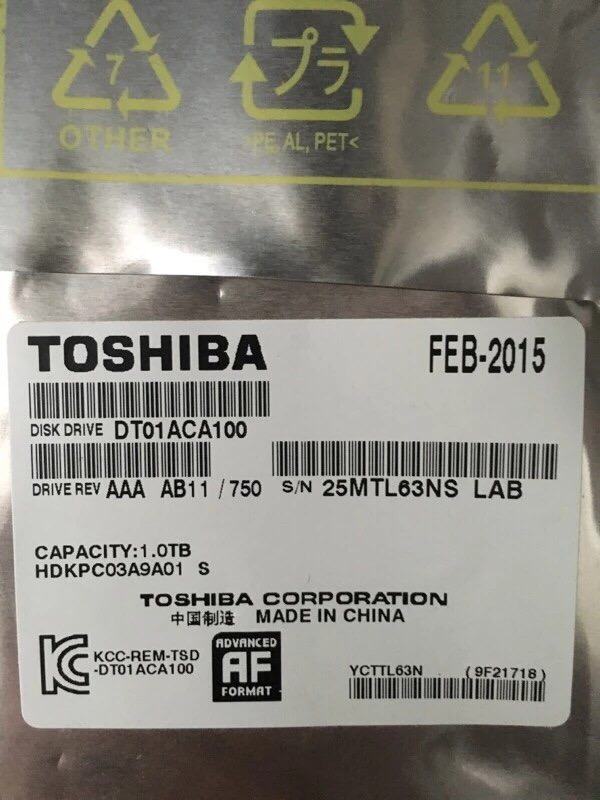 7
プラ
11
OTHER
>PE, AL, PET<
TOSHIBA
FEB-2015
DISK DRIVE DT01ACA100
DRIVE REV AAA AB11 / 750 S/N 25MTL63NS LAB
CAPACITY:1.0TB
HDKPC03A9A01 S
TOSHIBA CORPORATION
中国制造 MADE IN CHINA
KC KCC-REM-TSD
-DT01ACA100
ADVANCED
AF
FORMAT
YCTTL63N (9F21718)